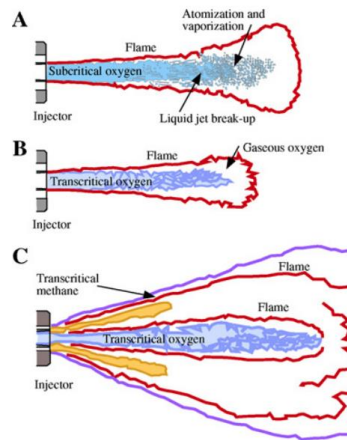 A
Atomization and
vaporization
Flame
Subcritical oxygen
Liquid jet break-up
Injector
B
Flame
Gaseous oxygen
Transcritical oxygen
Injector
C
Flame
Transcritical
methane
Flame
Transcritical oxygen
Injector